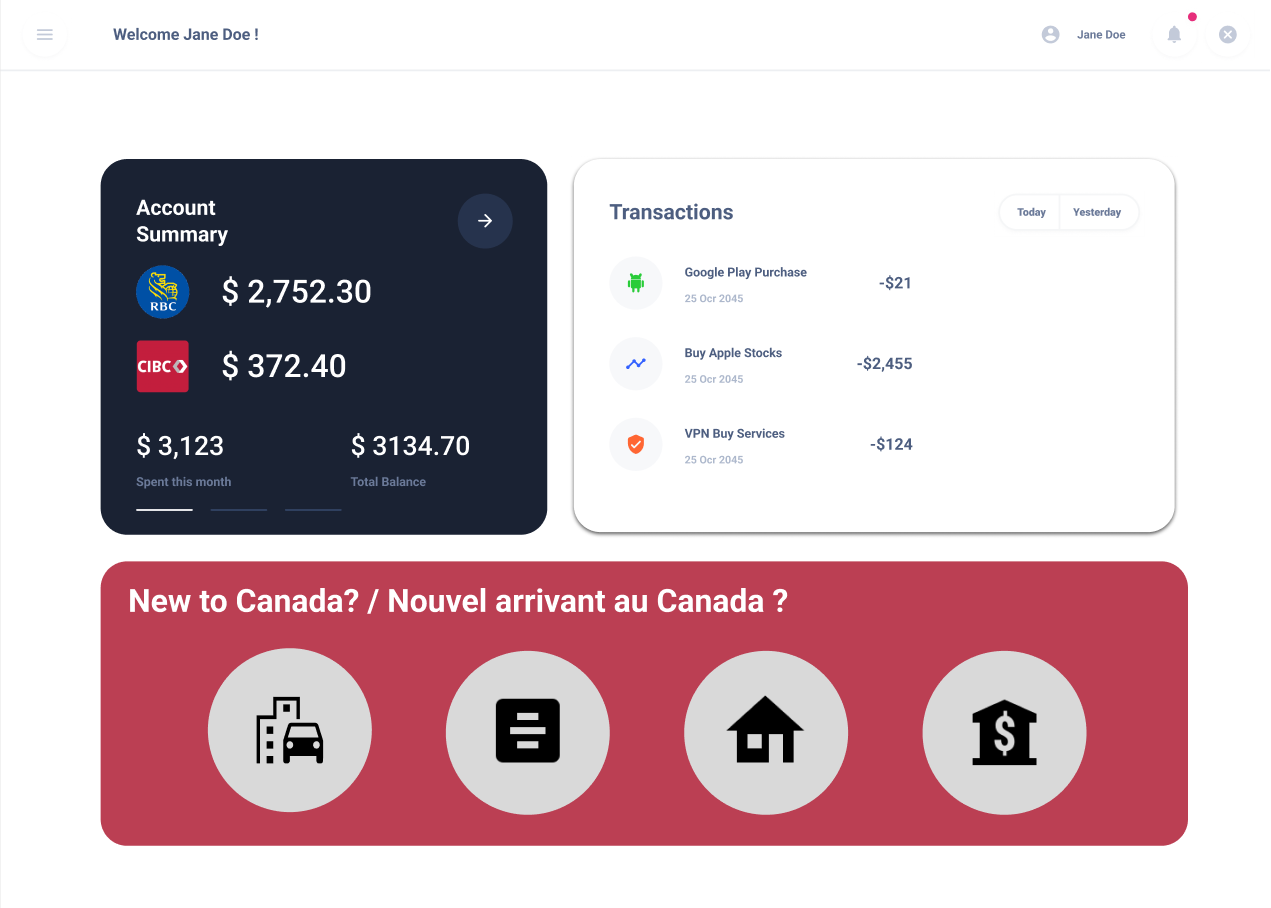 Welcome Jane Doe !
Jane Doe
Account
Summary
RBC
$ 2,752.30
CIBC
$ 372.40
$ 3,123
$ 3134.70
Spent this month
Total Balance
Transactions
Today
Yesterday
Google Play Purchase
-$21
25 Ocr 2045
Buy Apple Stocks
-$2,455
25 Ocr 2045
VPN Buy Services
-$124
25 Ocr 2045
New to Canada? / Nouvel arrivant au Canada ?
$